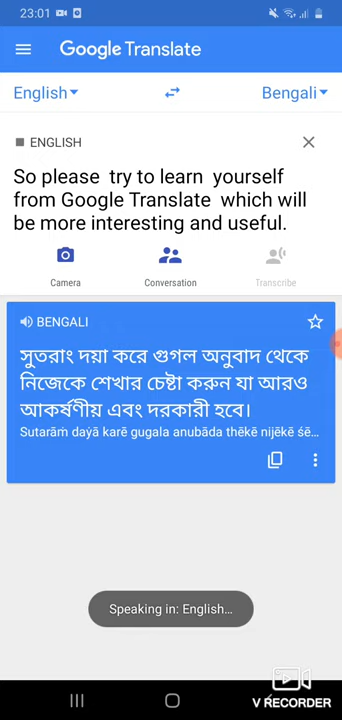 23:01
Google Translate
English
Bengali
ENGLISH
So please try to learn yourself
from Google Translate which will
be more interesting and useful.
Camera
Conversation
Transcribe
BENGALI
সুতরাং দয়া করে গুগল অনুবাদ থেকে
নিজেকে শেখার চেষ্টা করুন যা আরও
আকর্ষণীয় এবং দরকারী হবে।
Sutarāṁ daẏā karē gugala anubāda thēkē nijēkē śē...
Speaking in: English...
V RECORDER